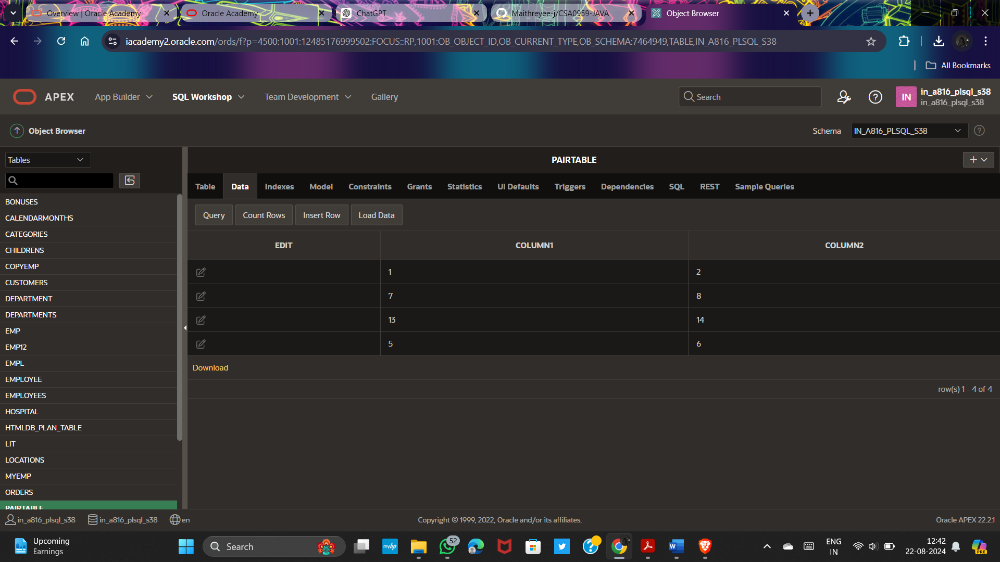 Overview | Oracle Academy
Oracle Academy
ChatGPT
Maithreyee-j/CSA0959-JAVA
Object Browser
iacademy2.oracle.com/ords/f?p=4500:1001:12485176999502:FOCUS::RP,1001:OB_OBJECT_ID,OB_CURRENT_TYPE,OB_SCHEMA:7464949,TABLE,IN_A816_PLSQL_S38
All Bookmarks
APEX
App Builder
SQL Workshop
Team Development
Gallery
Search
IN
in_a816_plsql_s38
in_a816_plsql_s38
Object Browser
Schema
IN_A816_PLSQL_S38
Tables
PAIRTABLE
Table
Data
Indexes
Model
Constraints
Grants
Statistics
UI Defaults
Triggers
Dependencies
SQL
REST
Sample Queries
Query
Count Rows
Insert Row
Load Data
EDIT COLUMN1 COLUMN2
1 2
7 8
13 14
5 6
Download
row(s) 1 - 4 of 4
BONUSES
CALENDARMONTHS
CATEGORIES
CHILDRENS
COPYEMP
CUSTOMERS
DEPARTMENT
DEPARTMENTS
EMP
EMP12
EMPL
EMPLOYEE
EMPLOYEES
HOSPITAL
HTMLDB_PLAN_TABLE
LIT
LOCATIONS
MYEMP
ORDERS
PAIRTABLE
in_a816_plsql_s38
in_a816_plsql_s38
en
Copyright © 1999, 2022, Oracle and/or its affiliates.
Oracle APEX 22.2.1
Upcoming
Earnings
Search
myhp
52
W
PRE
ENG
IN
12:42
22-08-2024